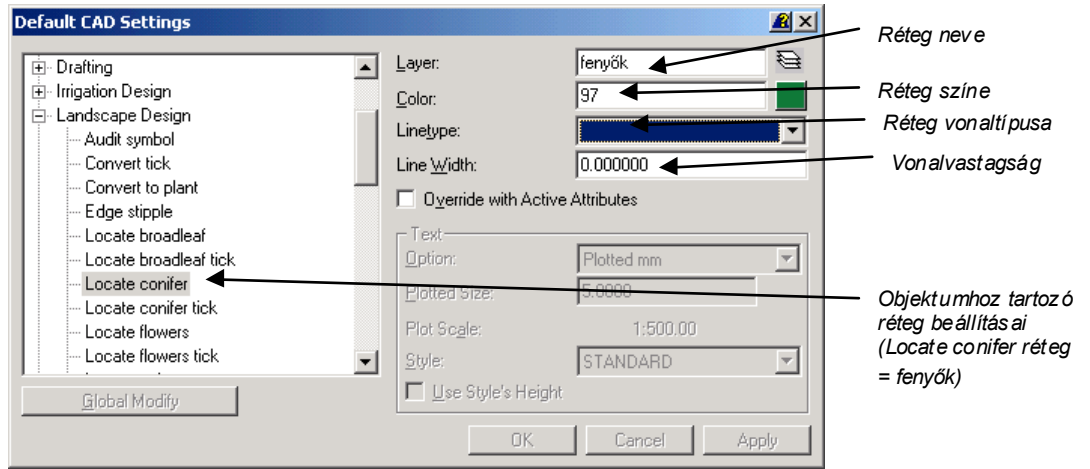 Default CAD Settings
Drafting
Irrigation Design
Landscape Design
Audit symbol
Convert tick
Convert to plant
Edge stipple
Locate broadleaf
Locate broadleaf tick
Locate conifer
Locate conifer tick
Locate flowers
Locate flowers tick
Global Modify
Layer:
fenyők
Color:
97
Linetype:
Line Width:
0.000000
Override with Active Attributes
Text
Option:
Plotted mm
Plotted Size:
5.0000
Plot Scale:
1:500.00
Style:
STANDARD
Use Style's Height
OK
Cancel
Apply
Réteg neve
Réteg színe
Réteg vonaltípusa
Vonalvastagság
Objektumhoz tartozó
réteg beállításai
(Locate conifer réteg
= fenyők)